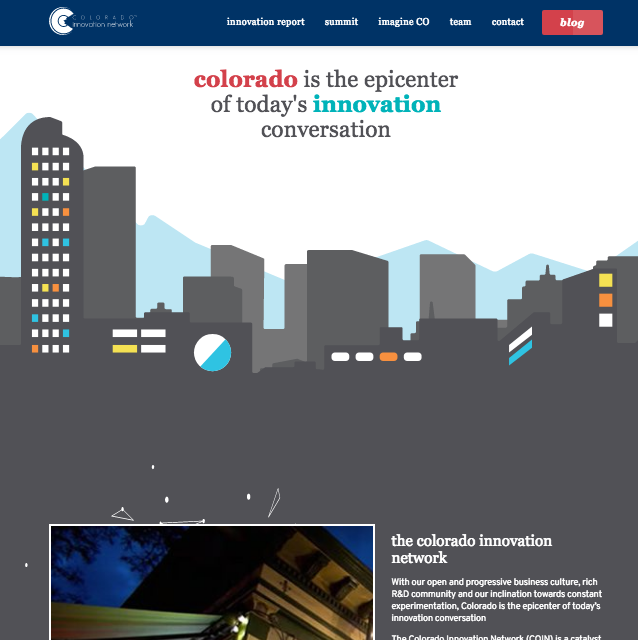 COLORADO
innovation network
innovation report
summit
imagine CO
team
contact
blog
colorado is the epicenter
of today's innovation
conversation
the colorado innovation
network
With our open and progressive business culture, rich
R&D community and our inclination towards constant
experimentation, Colorado is the epicenter of today's
innovation conversation
The Colorado Innovation Network (COIN) is a catalyst